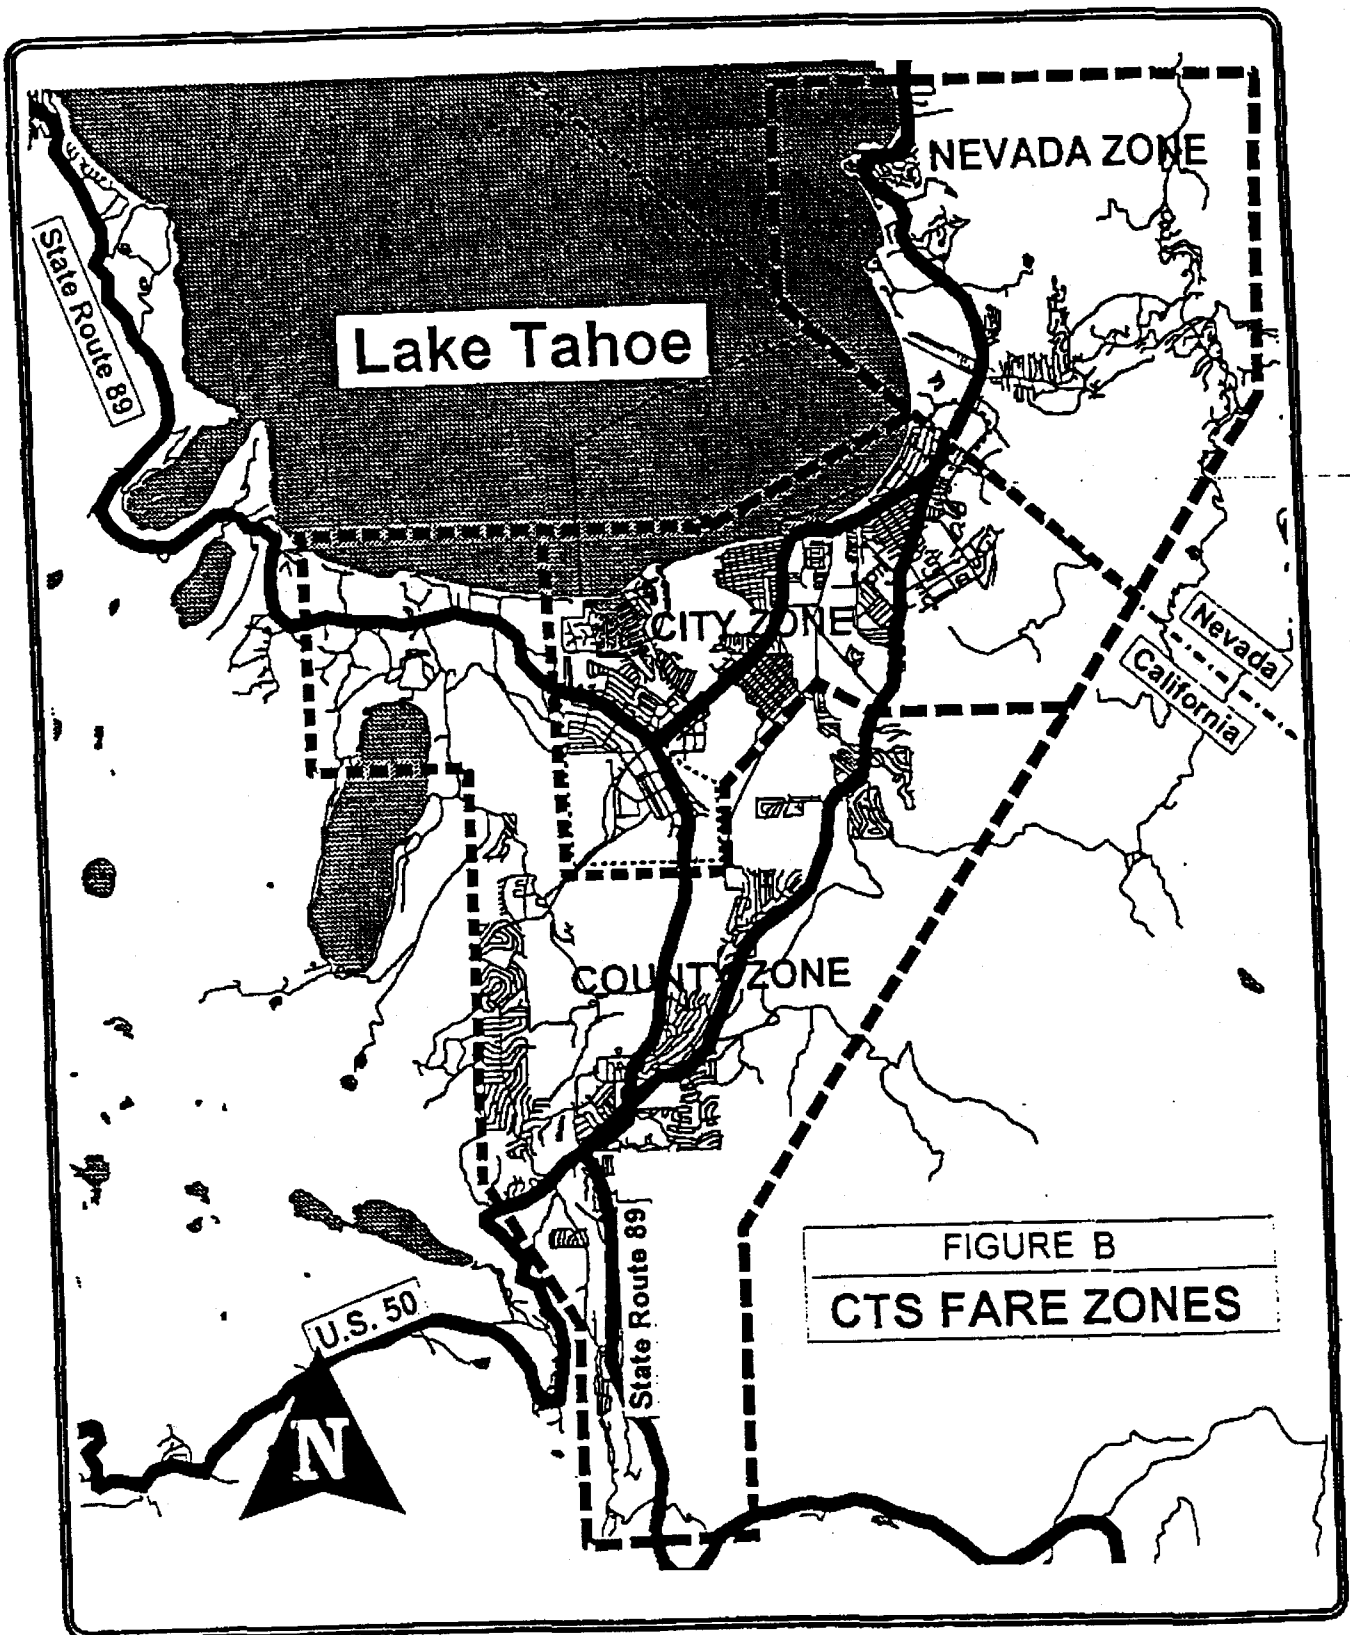 NEVADA ZONE
State Route 89
Lake Tahoe
CITY ZONE
Nevada
California
COUNTY ZONE
State Route 89
FIGURE B
CTS FARE ZONES
U.S. 50
N